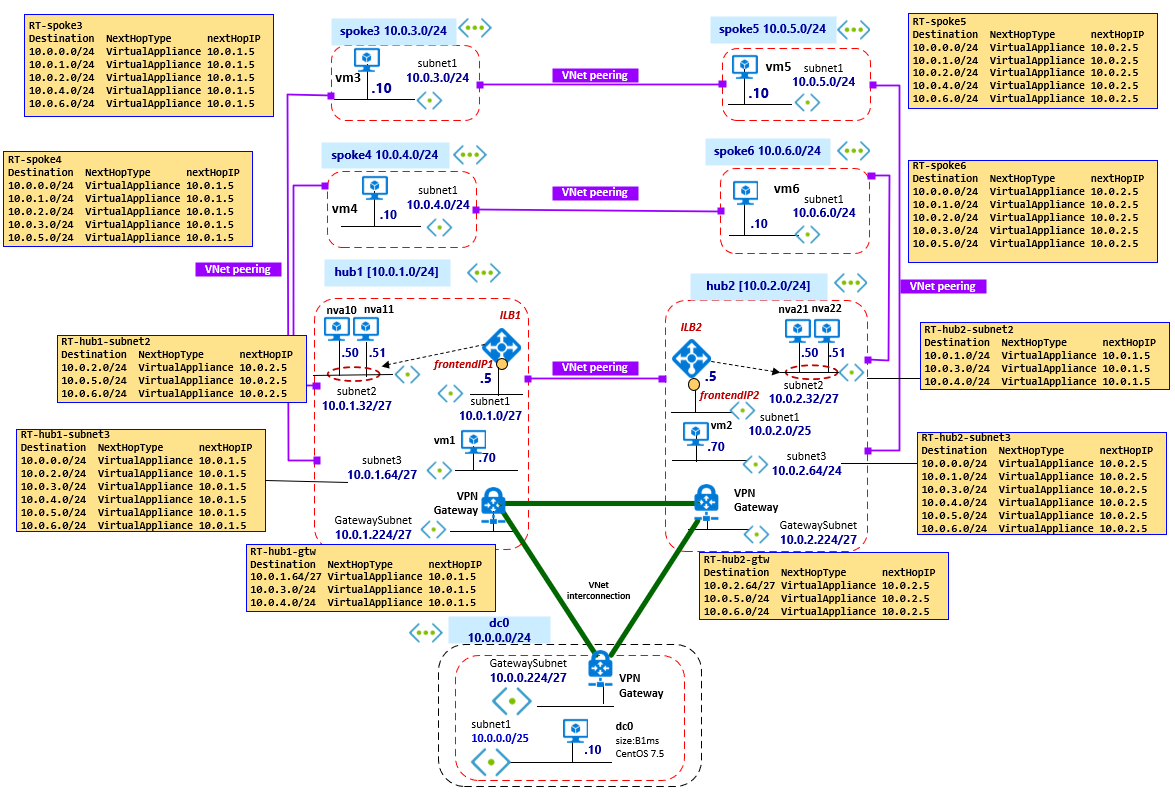 RT-spoke3
Destination NextHopType nextHopIP
10.0.0.0/24 VirtualAppliance 10.0.1.5
10.0.1.0/24 VirtualAppliance 10.0.1.5
10.0.2.0/24 VirtualAppliance 10.0.1.5
10.0.4.0/24 VirtualAppliance 10.0.1.5
10.0.6.0/24 VirtualAppliance 10.0.1.5
spoke3 10.0.3.0/24
subnet1
10.0.3.0/24
vm3
.10
VNet peering
spoke5 10.0.5.0/24
vm5
subnet1
10.0.5.0/24
.10
RT-spoke5
Destination NextHopType nextHopIP
10.0.0.0/24 VirtualAppliance 10.0.2.5
10.0.1.0/24 VirtualAppliance 10.0.2.5
10.0.2.0/24 VirtualAppliance 10.0.2.5
10.0.4.0/24 VirtualAppliance 10.0.2.5
10.0.6.0/24 VirtualAppliance 10.0.2.5
RT-spoke4
Destination NextHopType nextHopIP
10.0.0.0/24 VirtualAppliance 10.0.1.5
10.0.1.0/24 VirtualAppliance 10.0.1.5
10.0.2.0/24 VirtualAppliance 10.0.1.5
10.0.3.0/24 VirtualAppliance 10.0.1.5
10.0.5.0/24 VirtualAppliance 10.0.1.5
spoke4 10.0.4.0/24
subnet1
10.0.4.0/24
vm4
.10
VNet peering
spoke6 10.0.6.0/24
vm6
subnet1
10.0.6.0/24
.10
RT-spoke6
Destination NextHopType nextHopIP
10.0.0.0/24 VirtualAppliance 10.0.2.5
10.0.1.0/24 VirtualAppliance 10.0.2.5
10.0.2.0/24 VirtualAppliance 10.0.2.5
10.0.3.0/24 VirtualAppliance 10.0.2.5
10.0.5.0/24 VirtualAppliance 10.0.2.5
VNet peering
hub1 [10.0.1.0/24]
hub2 [10.0.2.0/24]
VNet peering
nva10
nva11
.50
.51
ILB1
frontendIP1
.5
subnet2
10.0.1.32/27
subnet1
10.0.1.0/27
VNet peering
ILB2
.5
frontendIP2
nva21
nva22
.50
.51
subnet2
10.0.2.32/27
subnet1
10.0.2.0/25
RT-hub1-subnet2
Destination NextHopType nextHopIP
10.0.2.0/24 VirtualAppliance 10.0.2.5
10.0.5.0/24 VirtualAppliance 10.0.2.5
10.0.6.0/24 VirtualAppliance 10.0.2.5
RT-hub2-subnet2
Destination NextHopType nextHopIP
10.0.1.0/24 VirtualAppliance 10.0.1.5
10.0.3.0/24 VirtualAppliance 10.0.1.5
10.0.4.0/24 VirtualAppliance 10.0.1.5
RT-hub1-subnet3
Destination NextHopType nextHopIP
10.0.0.0/24 VirtualAppliance 10.0.1.5
10.0.2.0/24 VirtualAppliance 10.0.1.5
10.0.3.0/24 VirtualAppliance 10.0.1.5
10.0.4.0/24 VirtualAppliance 10.0.1.5
10.0.5.0/24 VirtualAppliance 10.0.1.5
10.0.6.0/24 VirtualAppliance 10.0.1.5
vm1
.70
subnet3
10.0.1.64/27
vm2
.70
subnet3
10.0.2.64/24
RT-hub2-subnet3
Destination NextHopType nextHopIP
10.0.0.0/24 VirtualAppliance 10.0.2.5
10.0.1.0/24 VirtualAppliance 10.0.2.5
10.0.3.0/24 VirtualAppliance 10.0.2.5
10.0.4.0/24 VirtualAppliance 10.0.2.5
10.0.5.0/24 VirtualAppliance 10.0.2.5
10.0.6.0/24 VirtualAppliance 10.0.2.5
VPN
Gateway
GatewaySubnet
10.0.1.224/27
VPN
Gateway
GatewaySubnet
10.0.2.224/27
RT-hub1-gtw
Destination NextHopType nextHopIP
10.0.1.64/27 VirtualAppliance 10.0.1.5
10.0.3.0/24 VirtualAppliance 10.0.1.5
10.0.4.0/24 VirtualAppliance 10.0.1.5
VNet
interconnection
RT-hub2-gtw
Destination NextHopType nextHopIP
10.0.2.64/27 VirtualAppliance 10.0.2.5
10.0.5.0/24 VirtualAppliance 10.0.2.5
10.0.6.0/24 VirtualAppliance 10.0.2.5
dc0
10.0.0.0/24
GatewaySubnet
10.0.0.224/27
VPN
Gateway
subnet1
10.0.0.0/25
.10
dc0
size:B1ms
CentOS 7.5